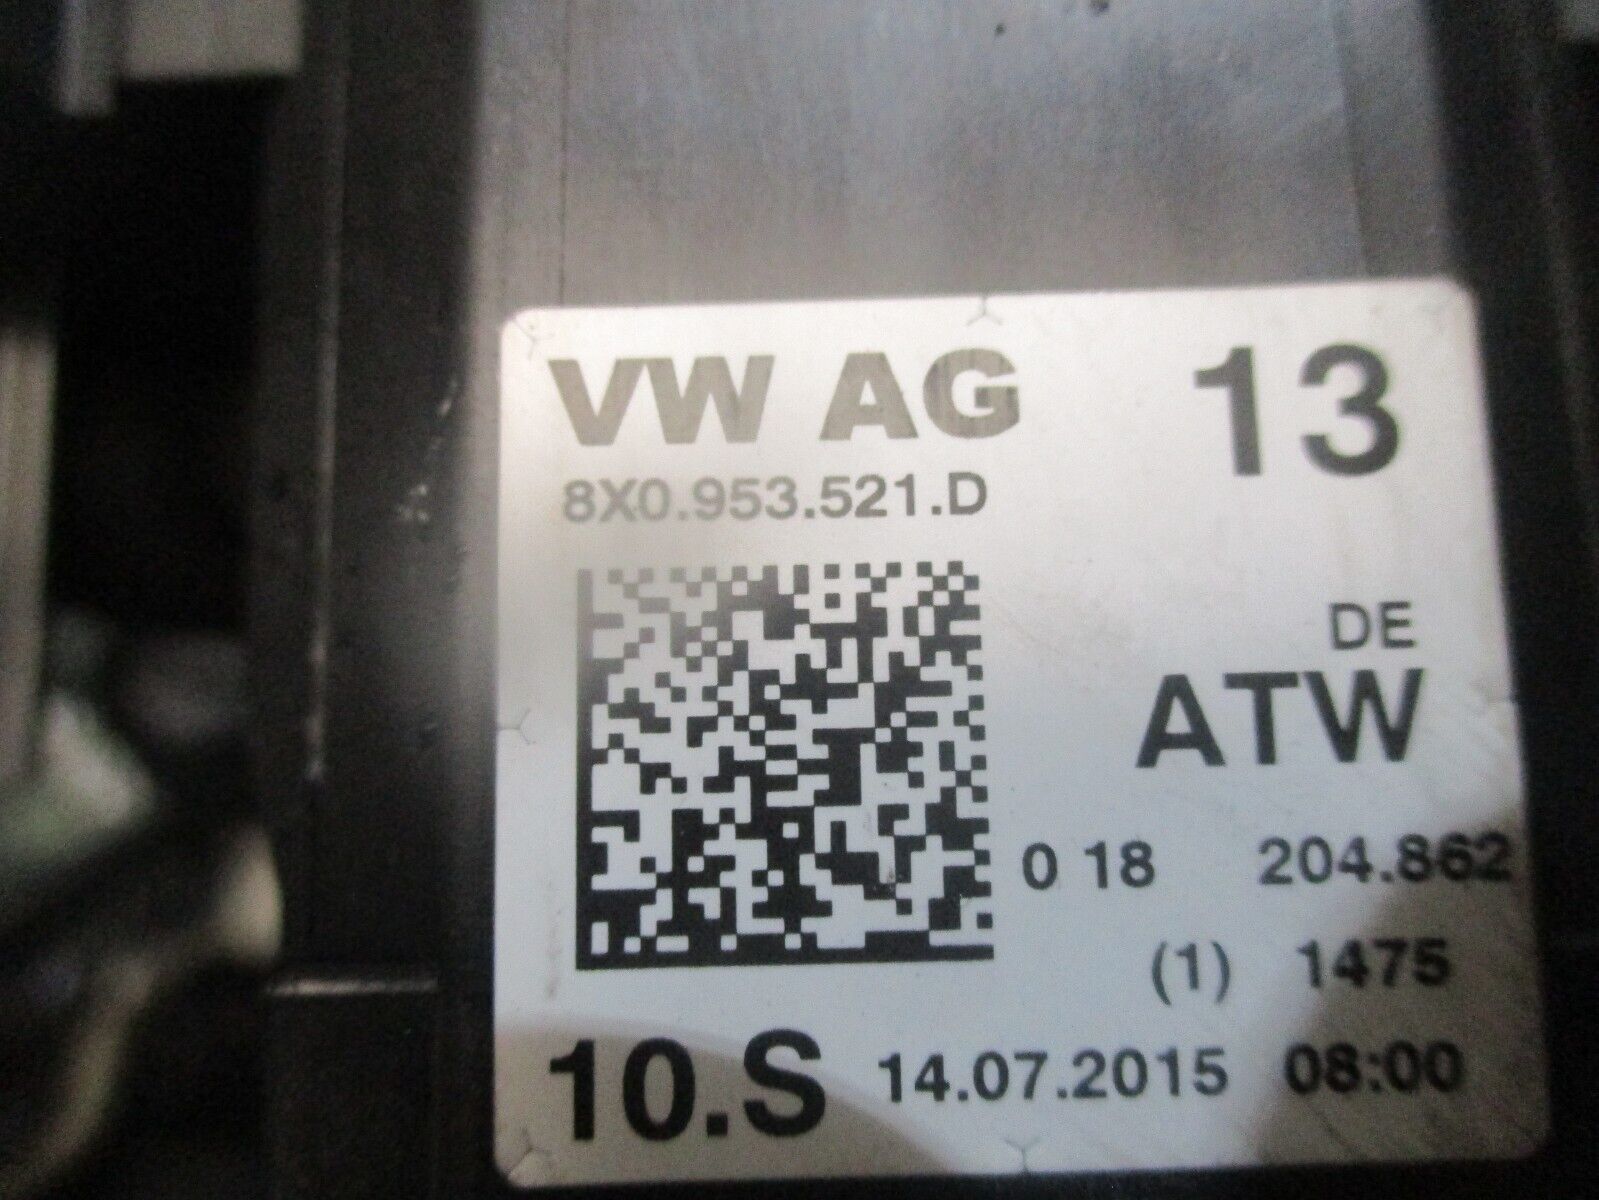 VW AG 13
8X0.953.521.D
DE
ATW
0 18 204.862
(1) 1475
10.S 14.07.2015 08:00